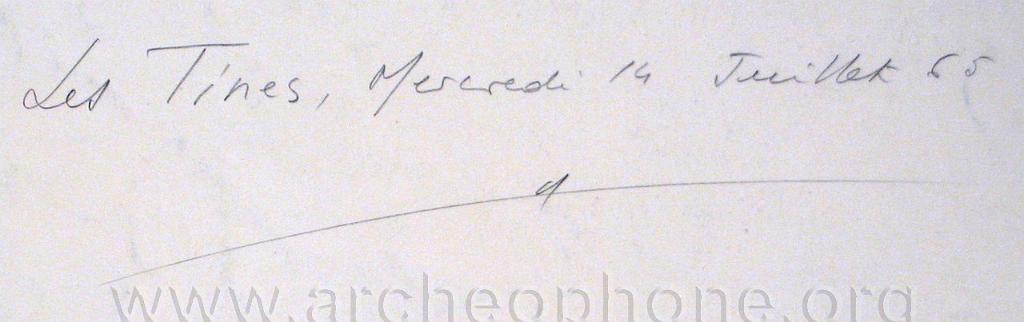 Les Tines, Mercredi 14 Juillet 65
www.archeophone.org